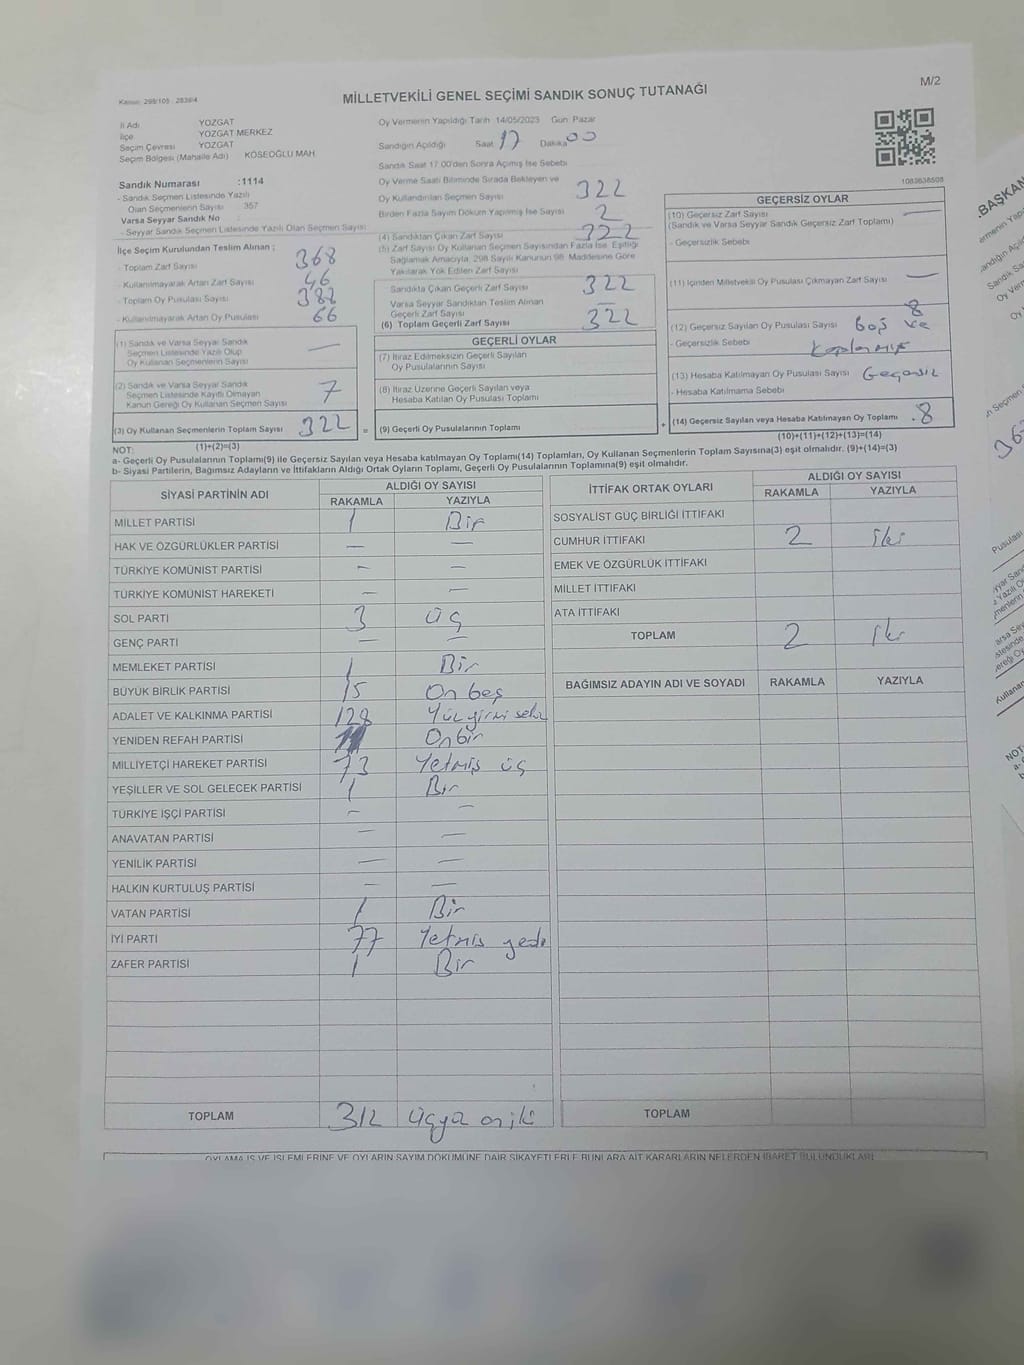 Kanun: 298/105 - 2839/4
MİLLETVEKİLİ GENEL SEÇİMİ SANDIK SONUÇ TUTANAĞI
M/2
İl Adı YOZGAT
İlçe YOZGAT MERKEZ
Seçim Çevresi YOZGAT
Seçim Bölgesi (Mahalle Adı) KÖSEOĞLU MAH.
Sandık Numarası :1114
- Sandık Seçmen Listesinde Yazılı
Olan Seçmenlerin Sayısı 357
Varsa Seyyar Sandık No :
- Seyyar Sandık Seçmen Listesinde Yazılı Olan Seçmen Sayısı
Oy Vermenin Yapıldığı Tarih 14/05/2023 Gün: Pazar
Sandığın Açıldığı Saat 17 Dakika 00
Sandık Saat 17:00'den Sonra Açılmış İse Sebebi
Oy Verme Saati Bitiminde Sırada Bekleyen ve
Oy Kullandırılan Seçmen Sayısı 322
Birden Fazla Sayım Döküm Yapılmış İse Sayısı 2
1083638505
İlçe Seçim Kurulundan Teslim Alınan ;
- Toplam Zarf Sayısı 368
- Kullanılmayarak Artan Zarf Sayısı 46
- Toplam Oy Pusulası Sayısı 388
- Kullanılmayarak Artan Oy Pusulası 66
(4) Sandıktan Çıkan Zarf Sayısı 322
(5) Zarf Sayısı Oy Kullanan Seçmen Sayısından Fazla İse, Eşitliği
Sağlamak Amacıyla, 298 Sayılı Kanunun 98. Maddesine Göre
Yakılarak Yok Edilen Zarf Sayısı
Sandıkta Çıkan Geçerli Zarf Sayısı 322
Varsa Seyyar Sandıktan Teslim Alınan
Geçerli Zarf Sayısı —
(6) Toplam Geçerli Zarf Sayısı 322
GEÇERSİZ OYLAR
(10) Geçersiz Zarf Sayısı —
(Sandık ve Varsa Seyyar Sandık Geçersiz Zarf Toplamı)
- Geçersizlik Sebebi
(11) İçinden Milletvekili Oy Pusulası Çıkmayan Zarf Sayısı —
(12) Geçersiz Sayılan Oy Pusulası Sayısı 8 Boş ve
- Geçersizlik Sebebi
(13) Hesaba Katılmayan Oy Pusulası Sayısı Geçersiz
- Hesaba Katılmama Sebebi
(14) Geçersiz Sayılan veya Hesaba Katılmayan Oy Toplamı 8
(10)+(11)+(12)+(13)=(14)
(1) Sandık ve Varsa Seyyar Sandık
Seçmen Listesinde Yazılı Olup
Oy Kullanan Seçmenlerin Sayısı —
(2) Sandık ve Varsa Seyyar Sandık
Seçmen Listesinde Kayıtlı Olmayan
Kanun Gereği Oy Kullanan Seçmen Sayısı 7
(3) Oy Kullanan Seçmenlerin Toplam Sayısı 322
(1)+(2)=(3)
GEÇERLİ OYLAR
(7) İtiraz Edilmeksizin Geçerli Sayılan
Oy Pusulalarının Sayısı
(8) İtiraz Üzerine Geçerli Sayılan veya
Hesaba Katılan Oy Pusulası Toplamı
= (9) Geçerli Oy Pusulalarının Toplamı +
NOT:
a- Geçerli Oy Pusulalarının Toplamı(9) ile Geçersiz Sayılan veya Hesaba katılmayan Oy Toplamı(14) Toplamları, Oy Kullanan Seçmenlerin Toplam Sayısına(3) eşit olmalıdır. (9)+(14)=(3)
b- Siyasi Partilerin, Bağımsız Adayların ve İttifakların Aldığı Ortak Oyların Toplamı, Geçerli Oy Pusulalarının Toplamına(9) eşit olmalıdır.
SİYASİ PARTİNİN ADI ALDIĞI OY SAYISI
RAKAMLA YAZIYLA
MİLLET PARTİSİ 1 Bir
HAK VE ÖZGÜRLÜKLER PARTİSİ — —
TÜRKİYE KOMÜNİST PARTİSİ — —
TÜRKİYE KOMÜNİST HAREKETİ — —
SOL PARTİ 3 üç
GENÇ PARTİ — —
MEMLEKET PARTİSİ 1 Bir
BÜYÜK BİRLİK PARTİSİ 15 On beş
ADALET VE KALKINMA PARTİSİ 128 Yüz yirmi sekiz
YENİDEN REFAH PARTİSİ 11 Onbir
MİLLİYETÇİ HAREKET PARTİSİ 73 Yetmiş üç
YEŞİLLER VE SOL GELECEK PARTİSİ 1 Bir
TÜRKİYE İŞÇİ PARTİSİ — —
ANAVATAN PARTİSİ — —
YENİLİK PARTİSİ — —
HALKIN KURTULUŞ PARTİSİ — —
VATAN PARTİSİ 1 Bir
İYİ PARTİ 77 Yetmiş yedi
ZAFER PARTİSİ 1 Bir
TOPLAM 312 üçyz oniki
İTTİFAK ORTAK OYLARI ALDIĞI OY SAYISI
RAKAMLA YAZIYLA
SOSYALİST GÜÇ BİRLİĞİ İTTİFAKI
CUMHUR İTTİFAKI 2 iki
EMEK VE ÖZGÜRLÜK İTTİFAKI
MİLLET İTTİFAKI
ATA İTTİFAKI
TOPLAM 2 iki
BAĞIMSIZ ADAYIN ADI VE SOYADI RAKAMLA YAZIYLA
TOPLAM
OYLAMA İŞ VE İŞLEMLERİNE VE OYLARIN SAYIM DÖKÜMÜNE DAİR ŞİKAYETLERLE BUNLARA AİT KARARLARIN NELERDEN İBARET BULUNDUKLARI